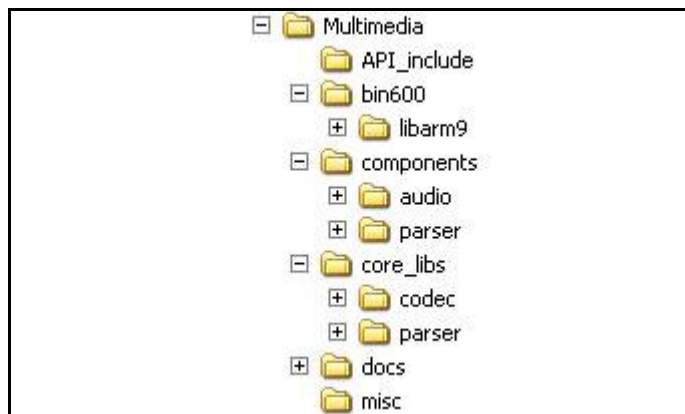 Multimedia
API_include
bin600
libarm9
components
audio
parser
core_libs
codec
parser
docs
misc